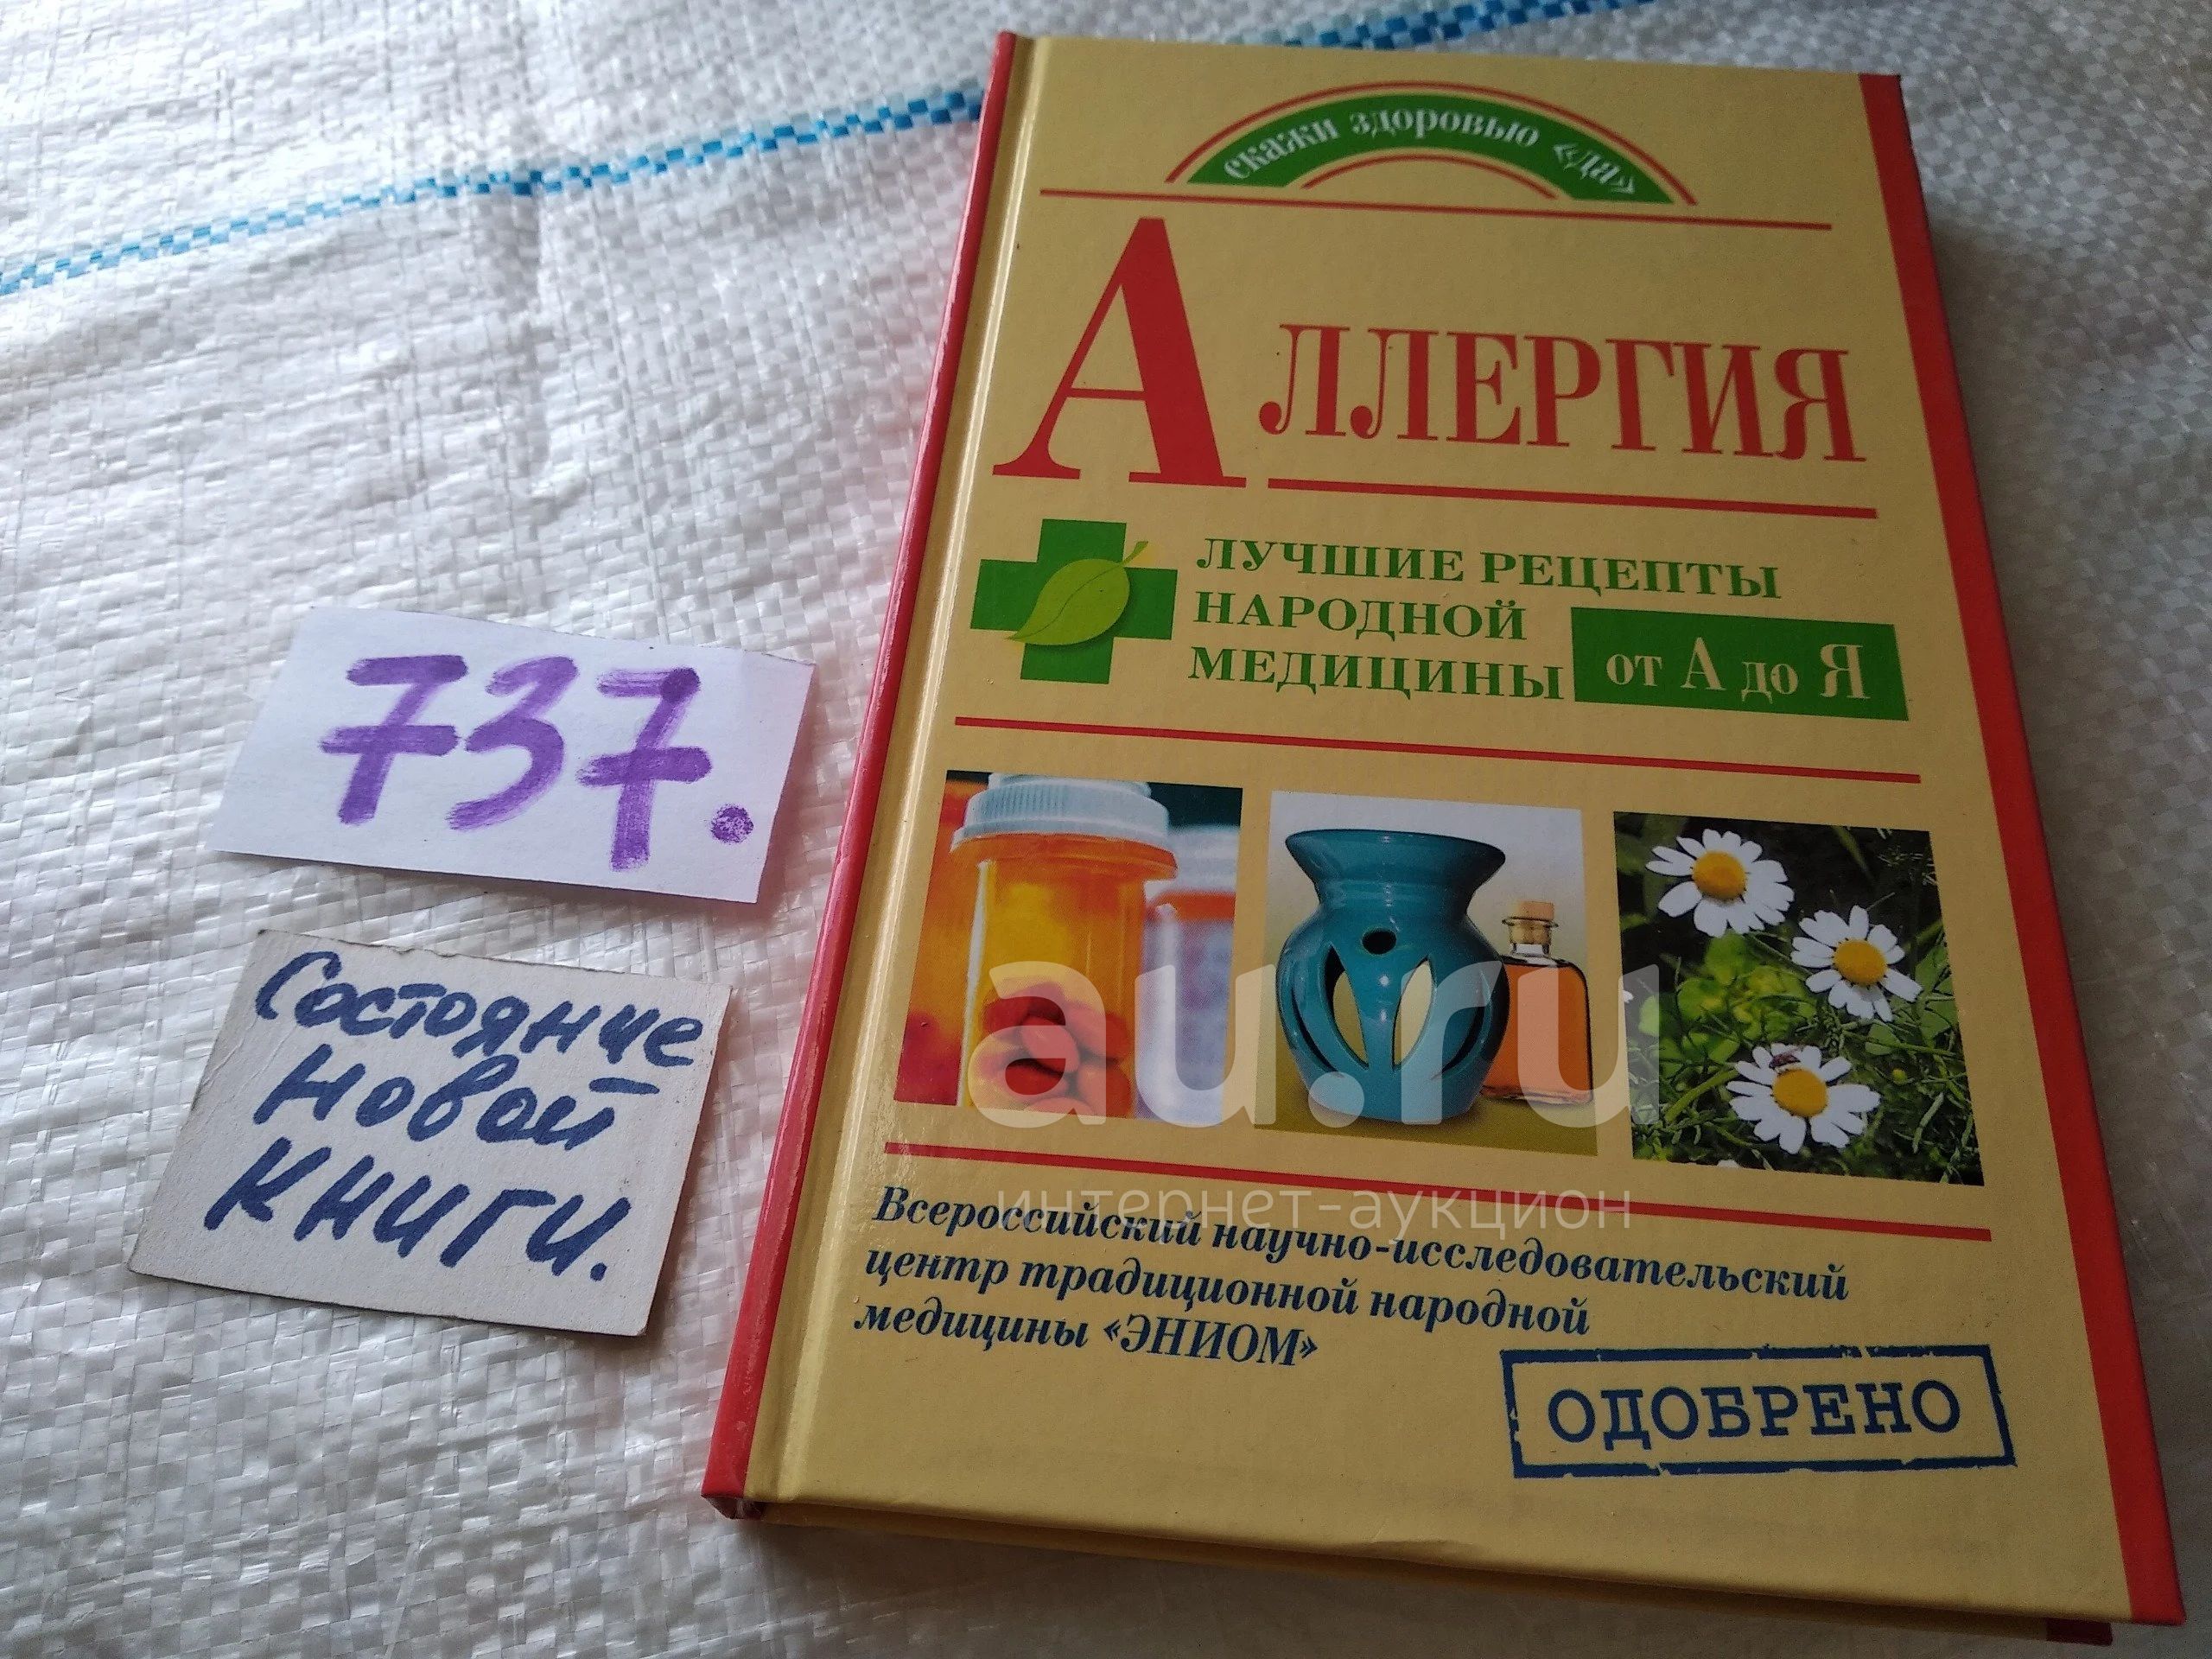 скажи здоровью «да»
АЛЛЕРГИЯ
ЛУЧШИЕ РЕЦЕПТЫ
НАРОДНОЙ
МЕДИЦИНЫ от А до Я
737.
Состояние
новой
книги.
au.ru
интернет-аукцион
Всероссийский научно-исследовательский
центр традиционной народной
медицины «ЭНИОМ»
ОДОБРЕНО